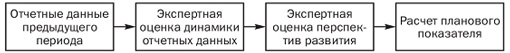 Отчетные данные
предыдущего
периода
Экспертная
оценка динамики
отчетных данных
Экспертная
оценка перспек-
тив развития
Расчет планового
показателя